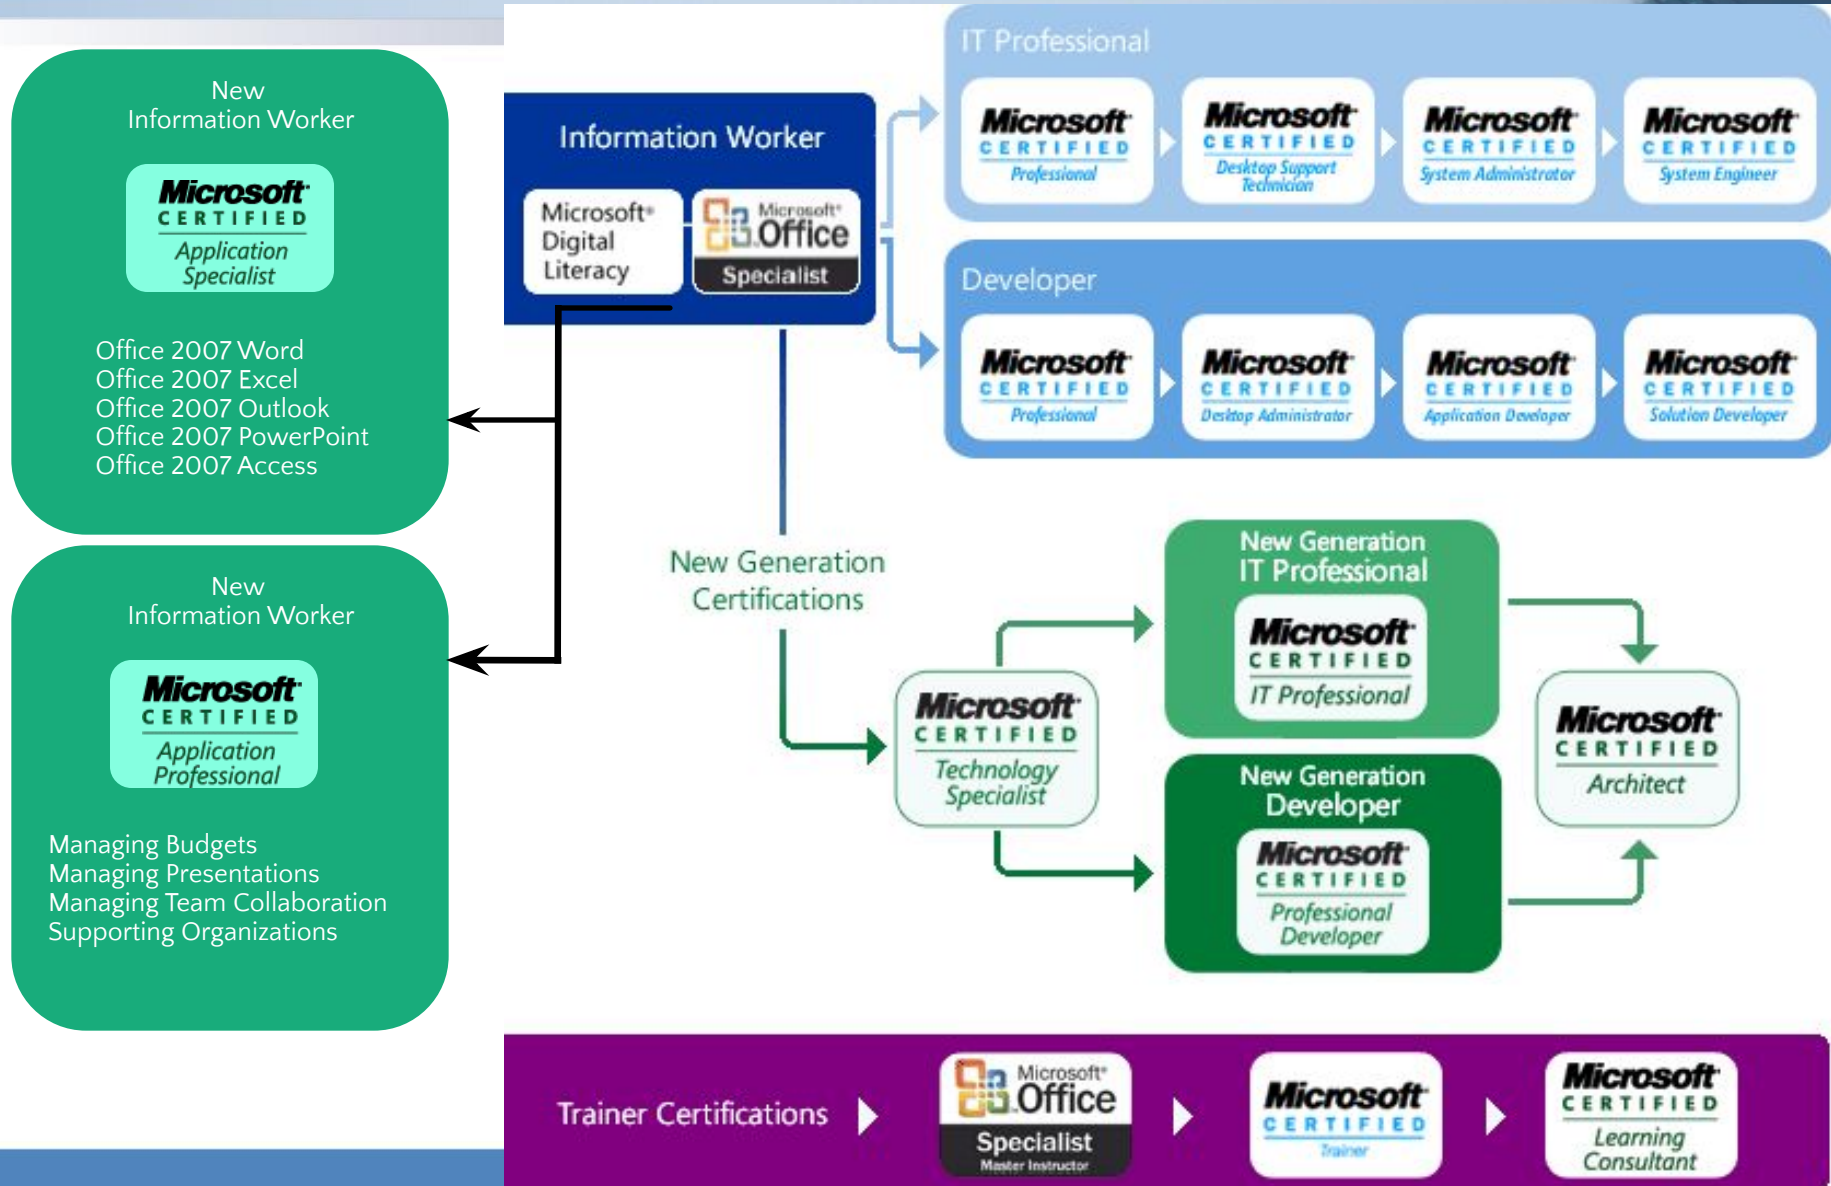 New
Information Worker
Microsoft
CERTIFIED
Application
Specialist
Office 2007 Word
Office 2007 Excel
Office 2007 Outlook
Office 2007 PowerPoint
Office 2007 Access
New
Information Worker
Microsoft
CERTIFIED
Application
Professional
Managing Budgets
Managing Presentations
Managing Team Collaboration
Supporting Organizations
Information Worker
Microsoft®
Digital
Literacy
Microsoft®
Office
Specialist
IT Professional
Microsoft
CERTIFIED
Professional
Microsoft
CERTIFIED
Desktop Support
Technician
Microsoft
CERTIFIED
System Administrator
Microsoft
CERTIFIED
System Engineer
Developer
Microsoft
CERTIFIED
Professional
Microsoft
CERTIFIED
Desktop Administrator
Microsoft
CERTIFIED
Application Developer
Microsoft
CERTIFIED
Solution Developer
New Generation
Certifications
Microsoft
CERTIFIED
Technology
Specialist
New Generation
IT Professional
Microsoft
CERTIFIED
IT Professional
New Generation
Developer
Microsoft
CERTIFIED
Professional
Developer
Microsoft
CERTIFIED
Architect
Trainer Certifications
Microsoft®
Office
Specialist
Master Instructor
Microsoft
CERTIFIED
Trainer
Microsoft
CERTIFIED
Learning
Consultant